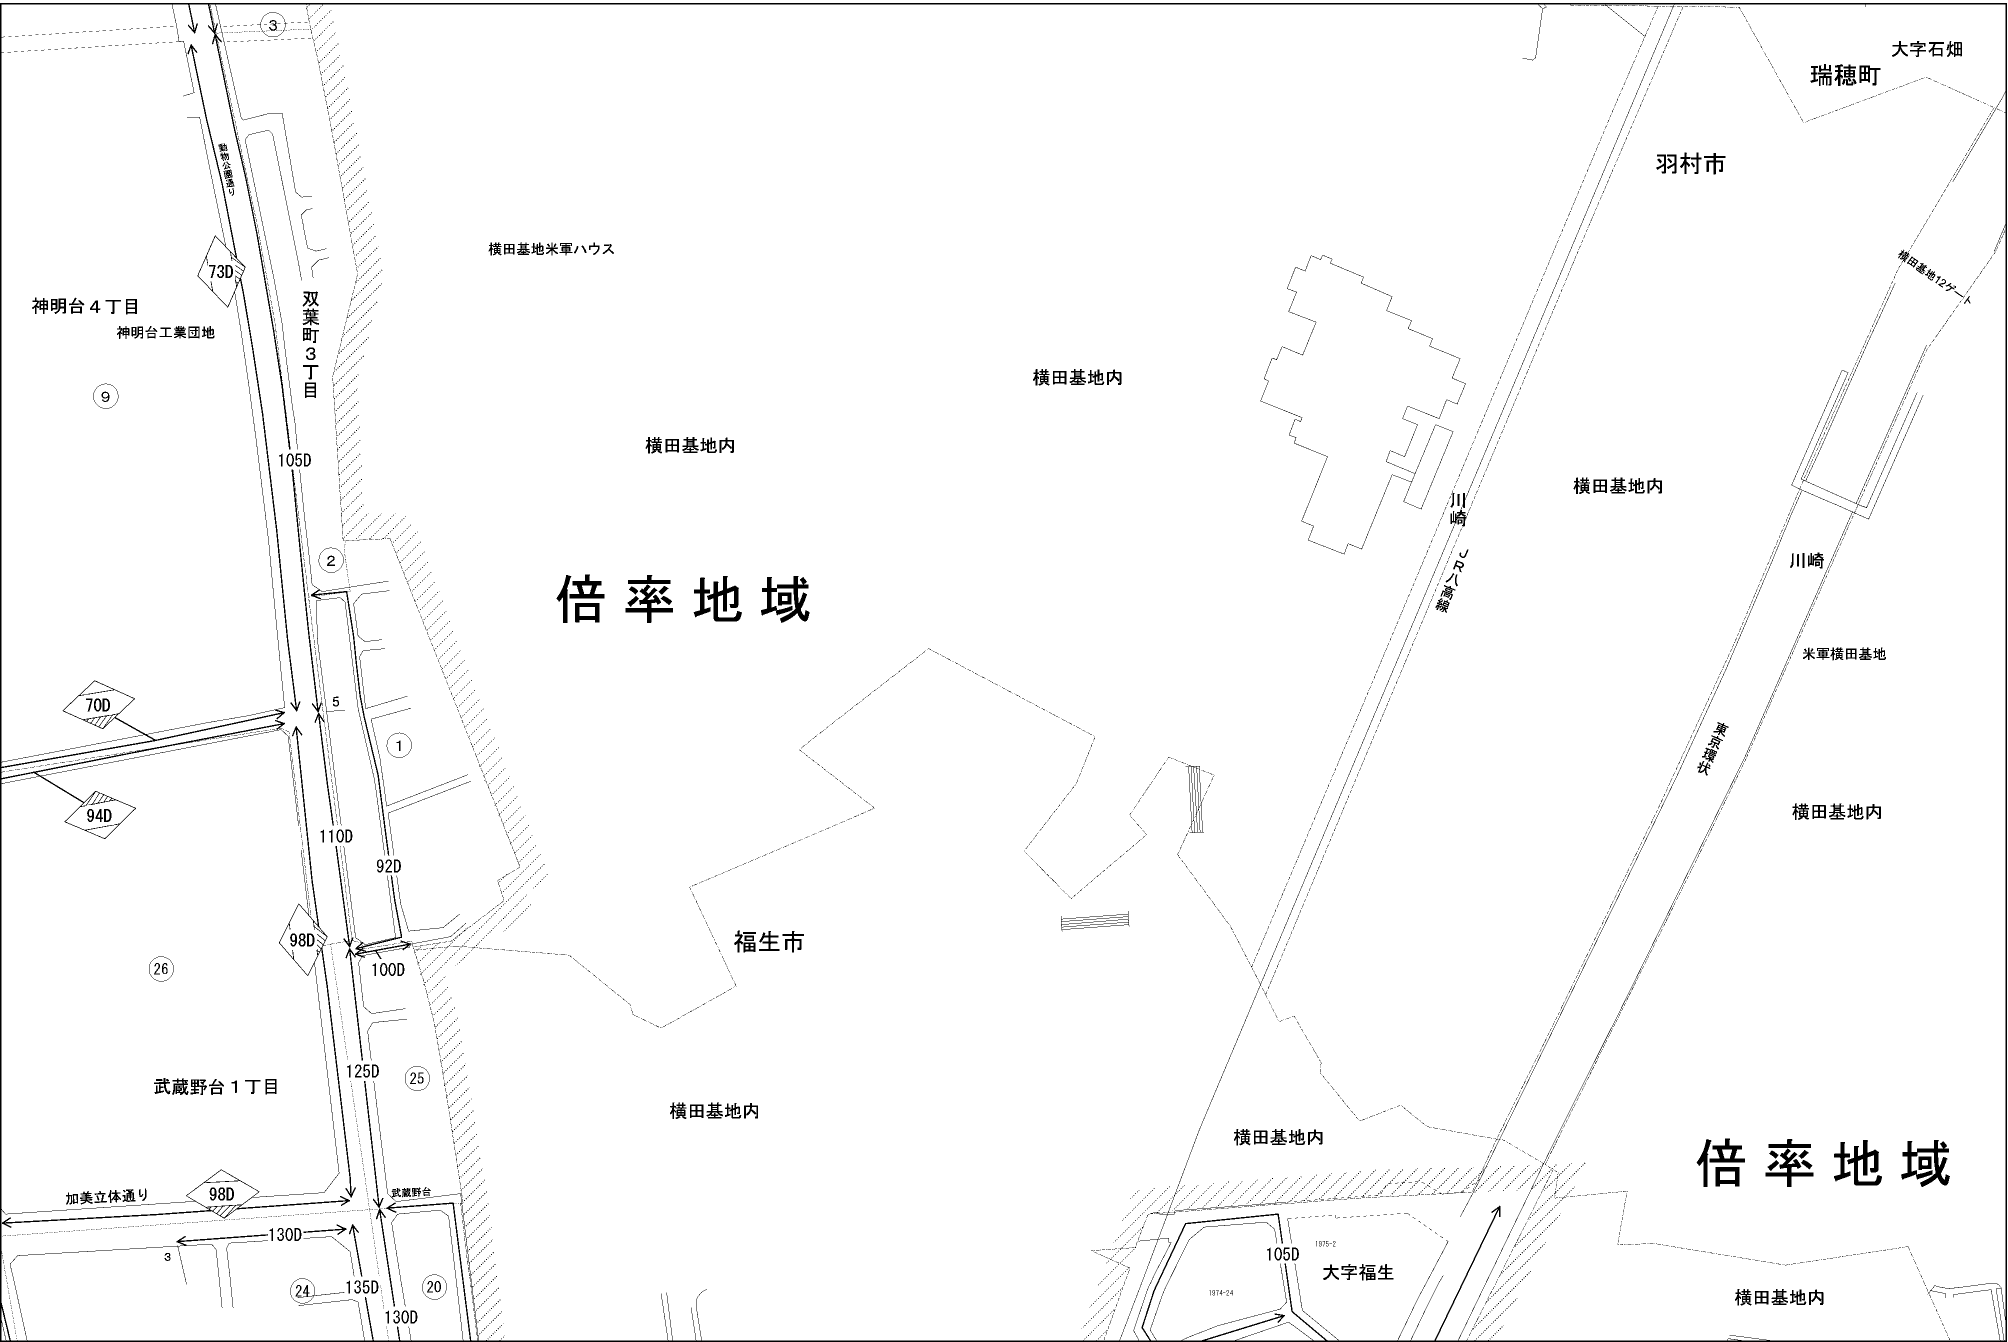 3
大字石畑
瑞穂町
羽村市
動物公園通り
横田基地米軍ハウス
横田基地12ゲート
73D
神明台４丁目
双葉町３丁目
神明台工業団地
横田基地内
9
横田基地内
105D
横田基地内
川崎
2
JR八高線
川崎
倍率地域
米軍横田基地
70D
5
1
東京環状
94D
110D
横田基地内
92D
98D
福生市
26
100D
125D
25
武蔵野台１丁目
横田基地内
横田基地内
倍率地域
加美立体通り
98D
武蔵野台
130D
3
105D
1975-2
大字福生
24
135D
20
1974-24
横田基地内
130D